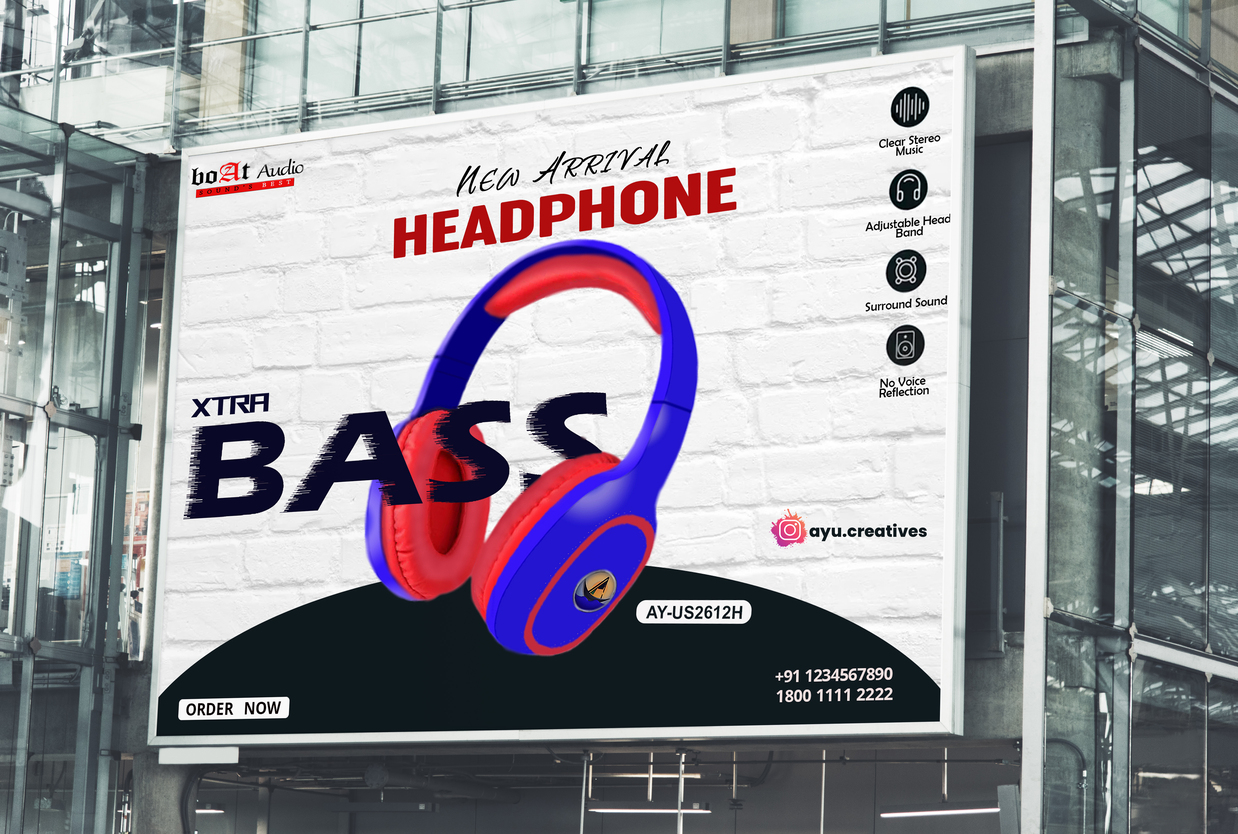 boAt Audio
SOUND'S BEST
NEW ARRIVAL
HEADPHONE
Clear Stereo
Music
Adjustable Head
Band
Surround Sound
No Voice
Reflection
XTRA
BASS
ayu.creatives
AY-US2612H
+91 1234567890
1800 1111 2222
ORDER NOW